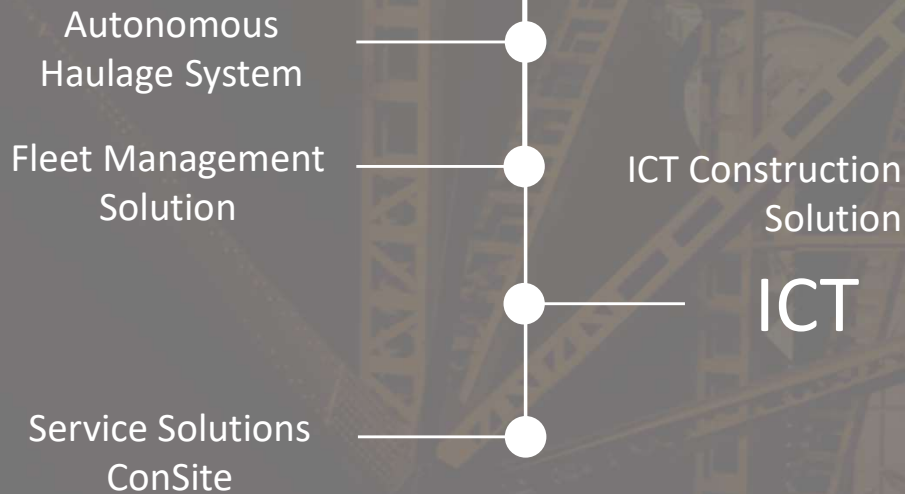 Autonomous
Haulage System
Fleet Management
Solution
ICT Construction
Solution
ICT
Service Solutions
ConSite